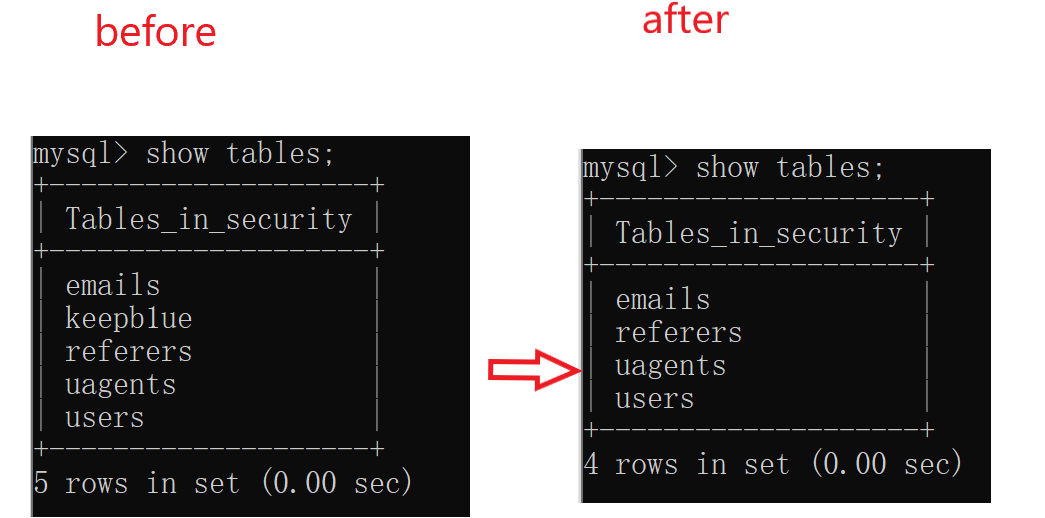 before
mysql> show tables;
+--------------------+
| Tables_in_security |
+--------------------+
| emails             |
| keepblue           |
| referers           |
| uagents            |
| users              |
+--------------------+
5 rows in set (0.00 sec)
after
mysql> show tables;
+--------------------+
| Tables_in_security |
+--------------------+
| emails             |
| referers           |
| uagents            |
| users              |
+--------------------+
4 rows in set (0.00 sec)